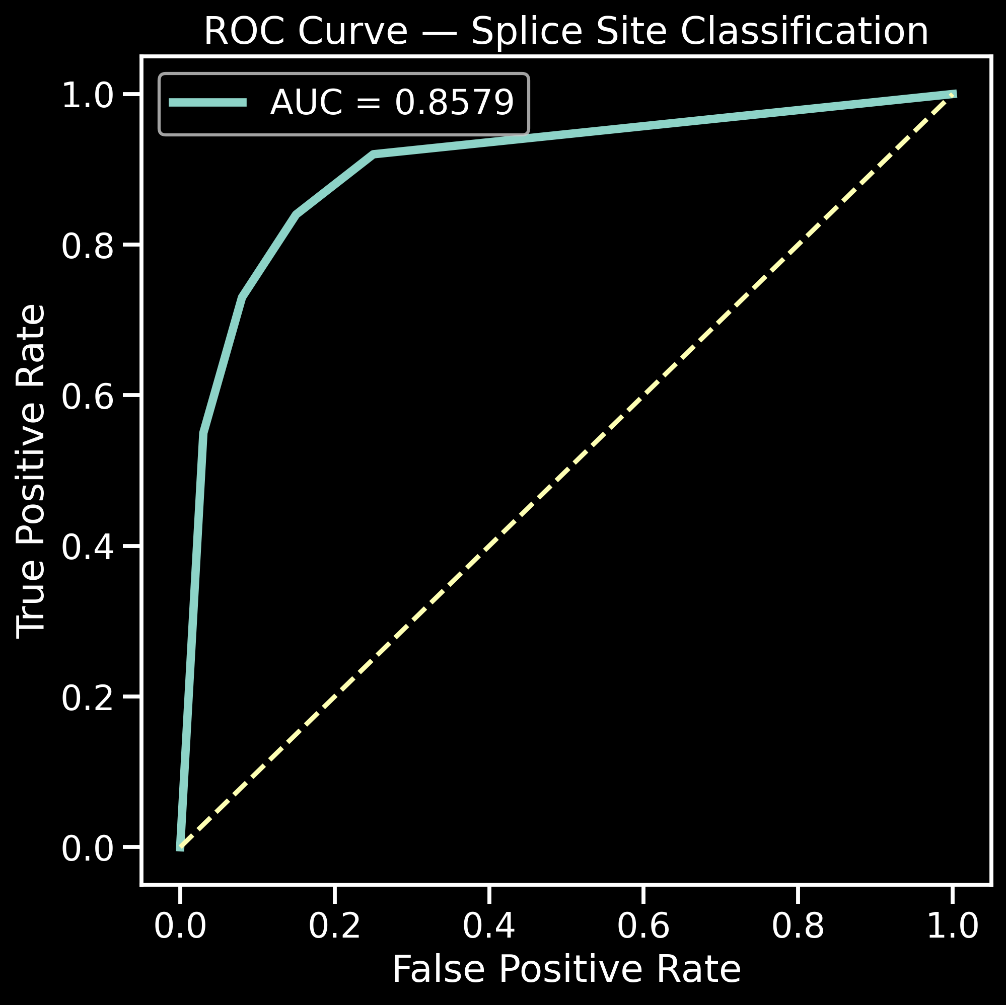 ROC Curve — Splice Site Classification
AUC = 0.8579
1.0
0.8
0.6
0.4
0.2
0.0
True Positive Rate
0.0 0.2 0.4 0.6 0.8 1.0
False Positive Rate